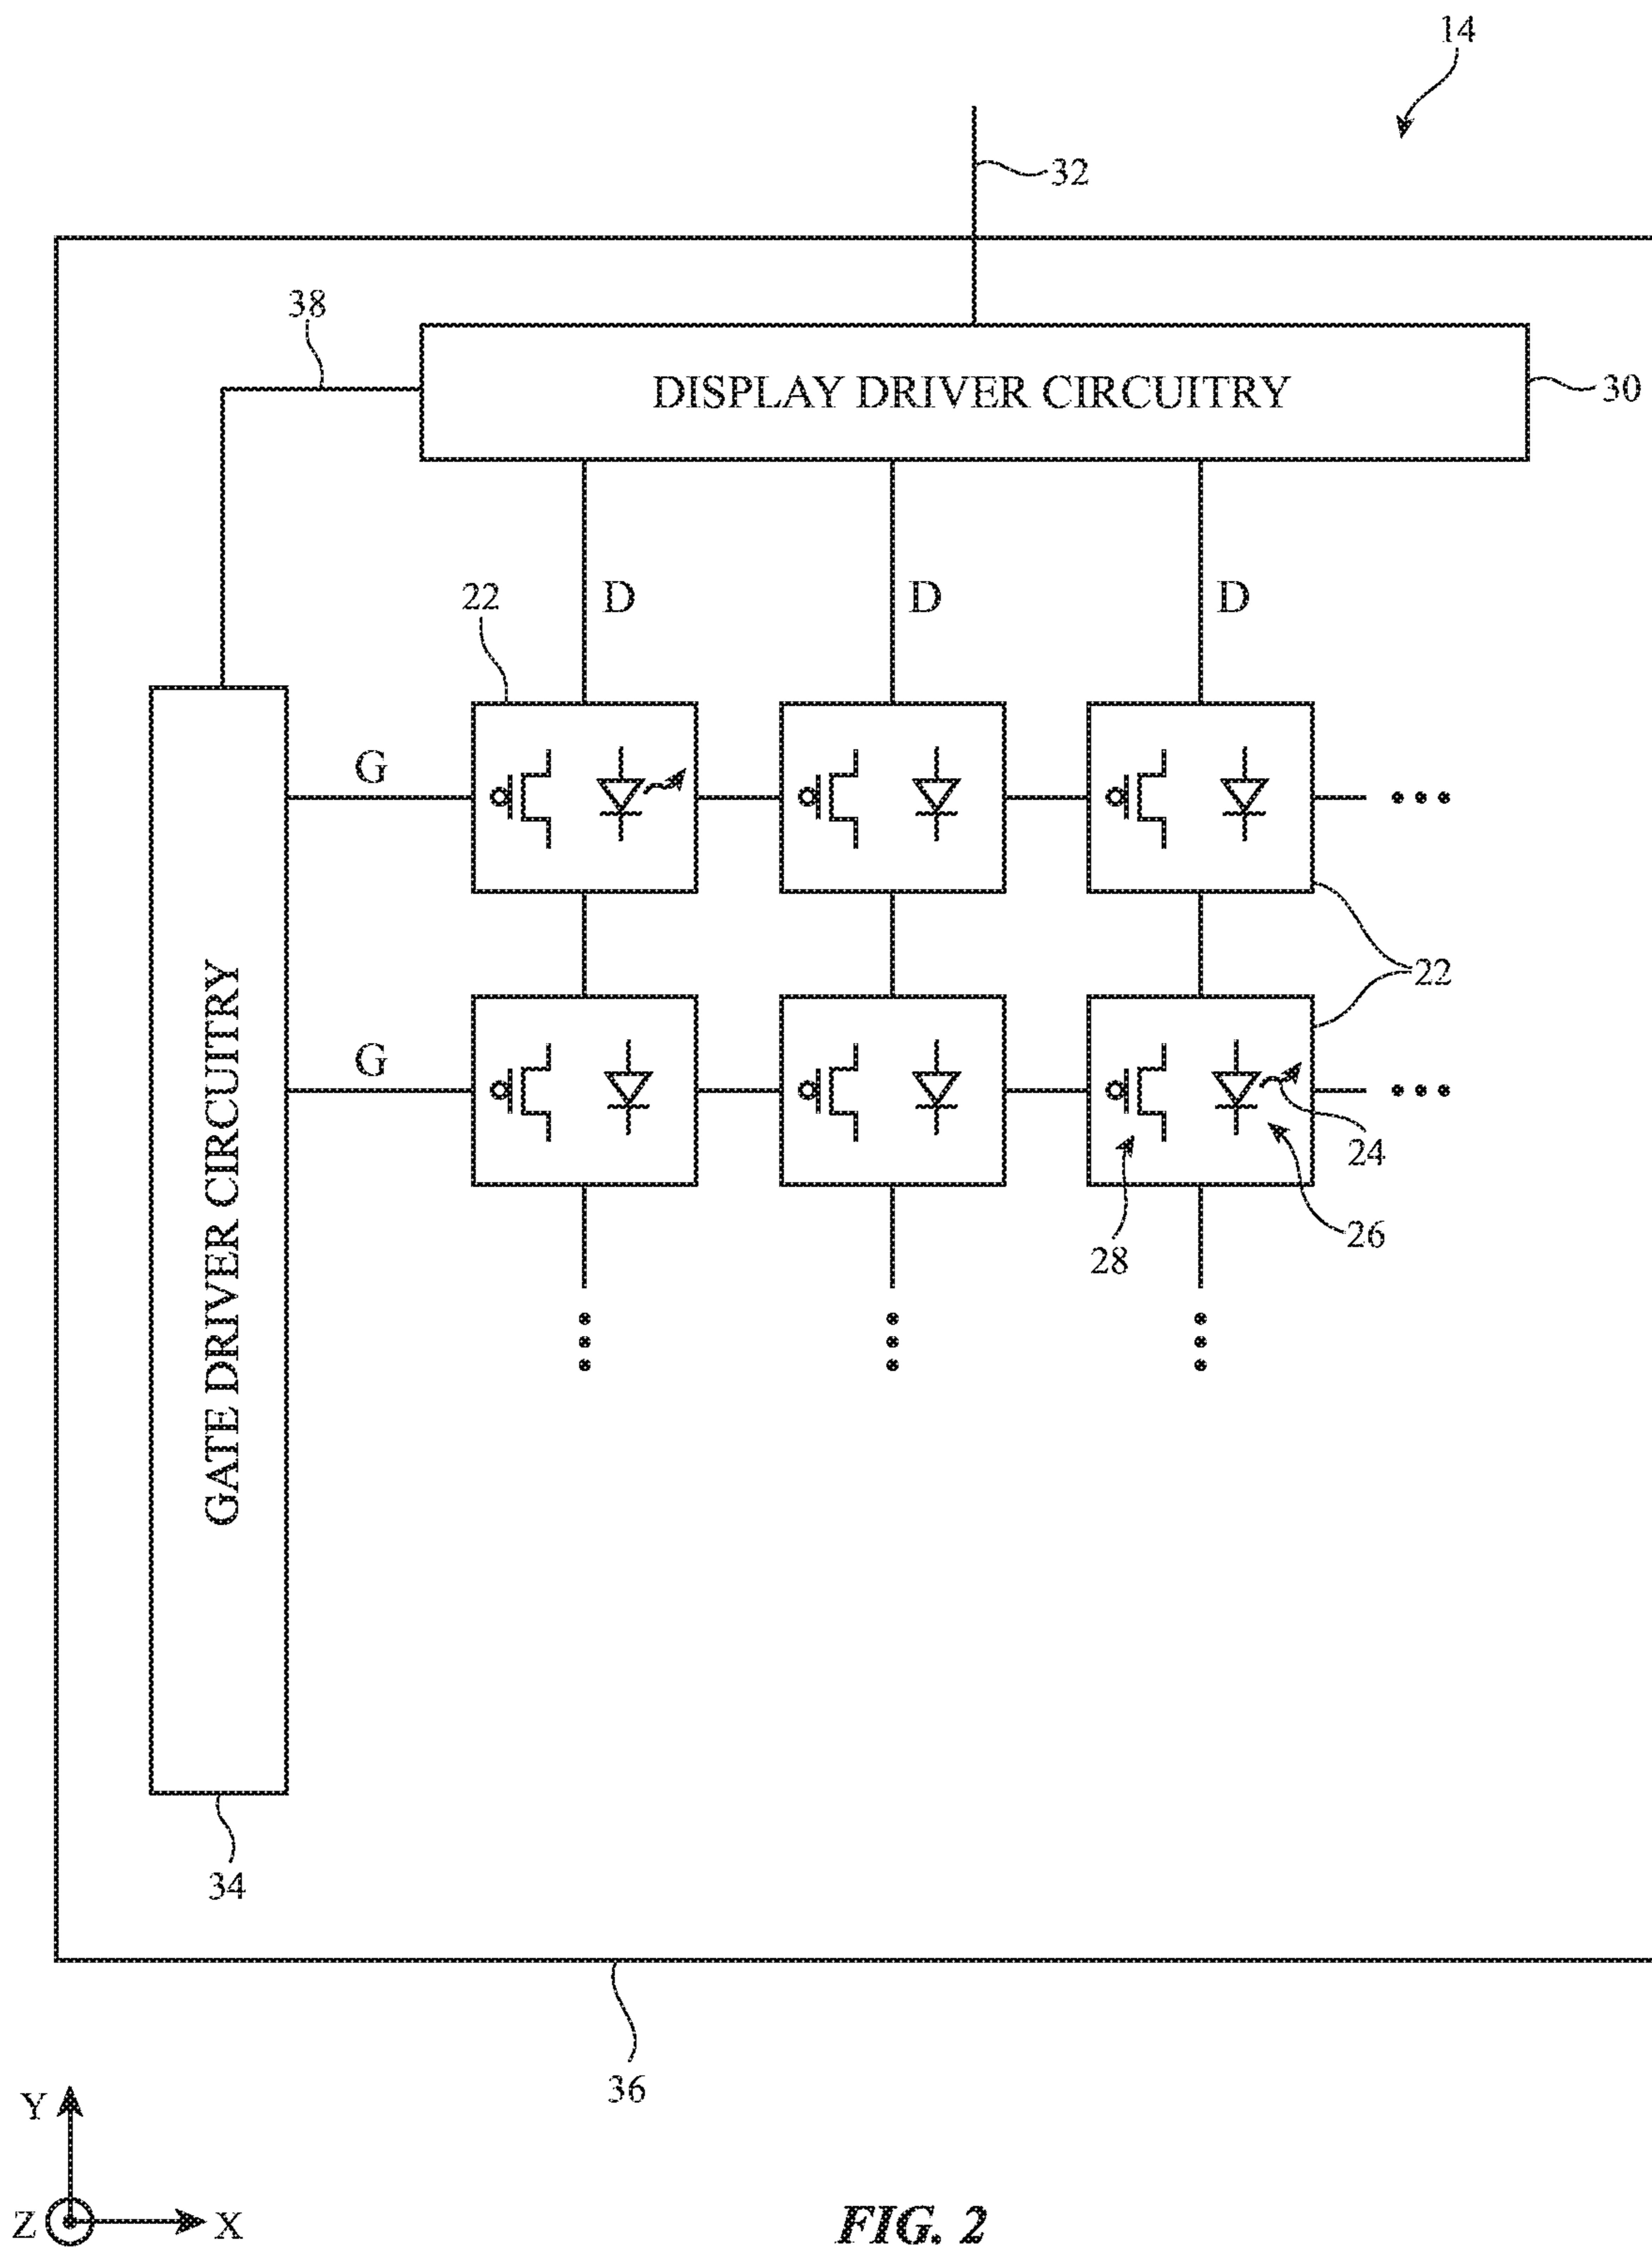 14
32
38
DISPLAY DRIVER CIRCUITRY
30
22
D
D
D
G
22
G
GATE DRIVER CIRCUITRY
24
26
28
34
36
Y
Z
X
FIG. 2